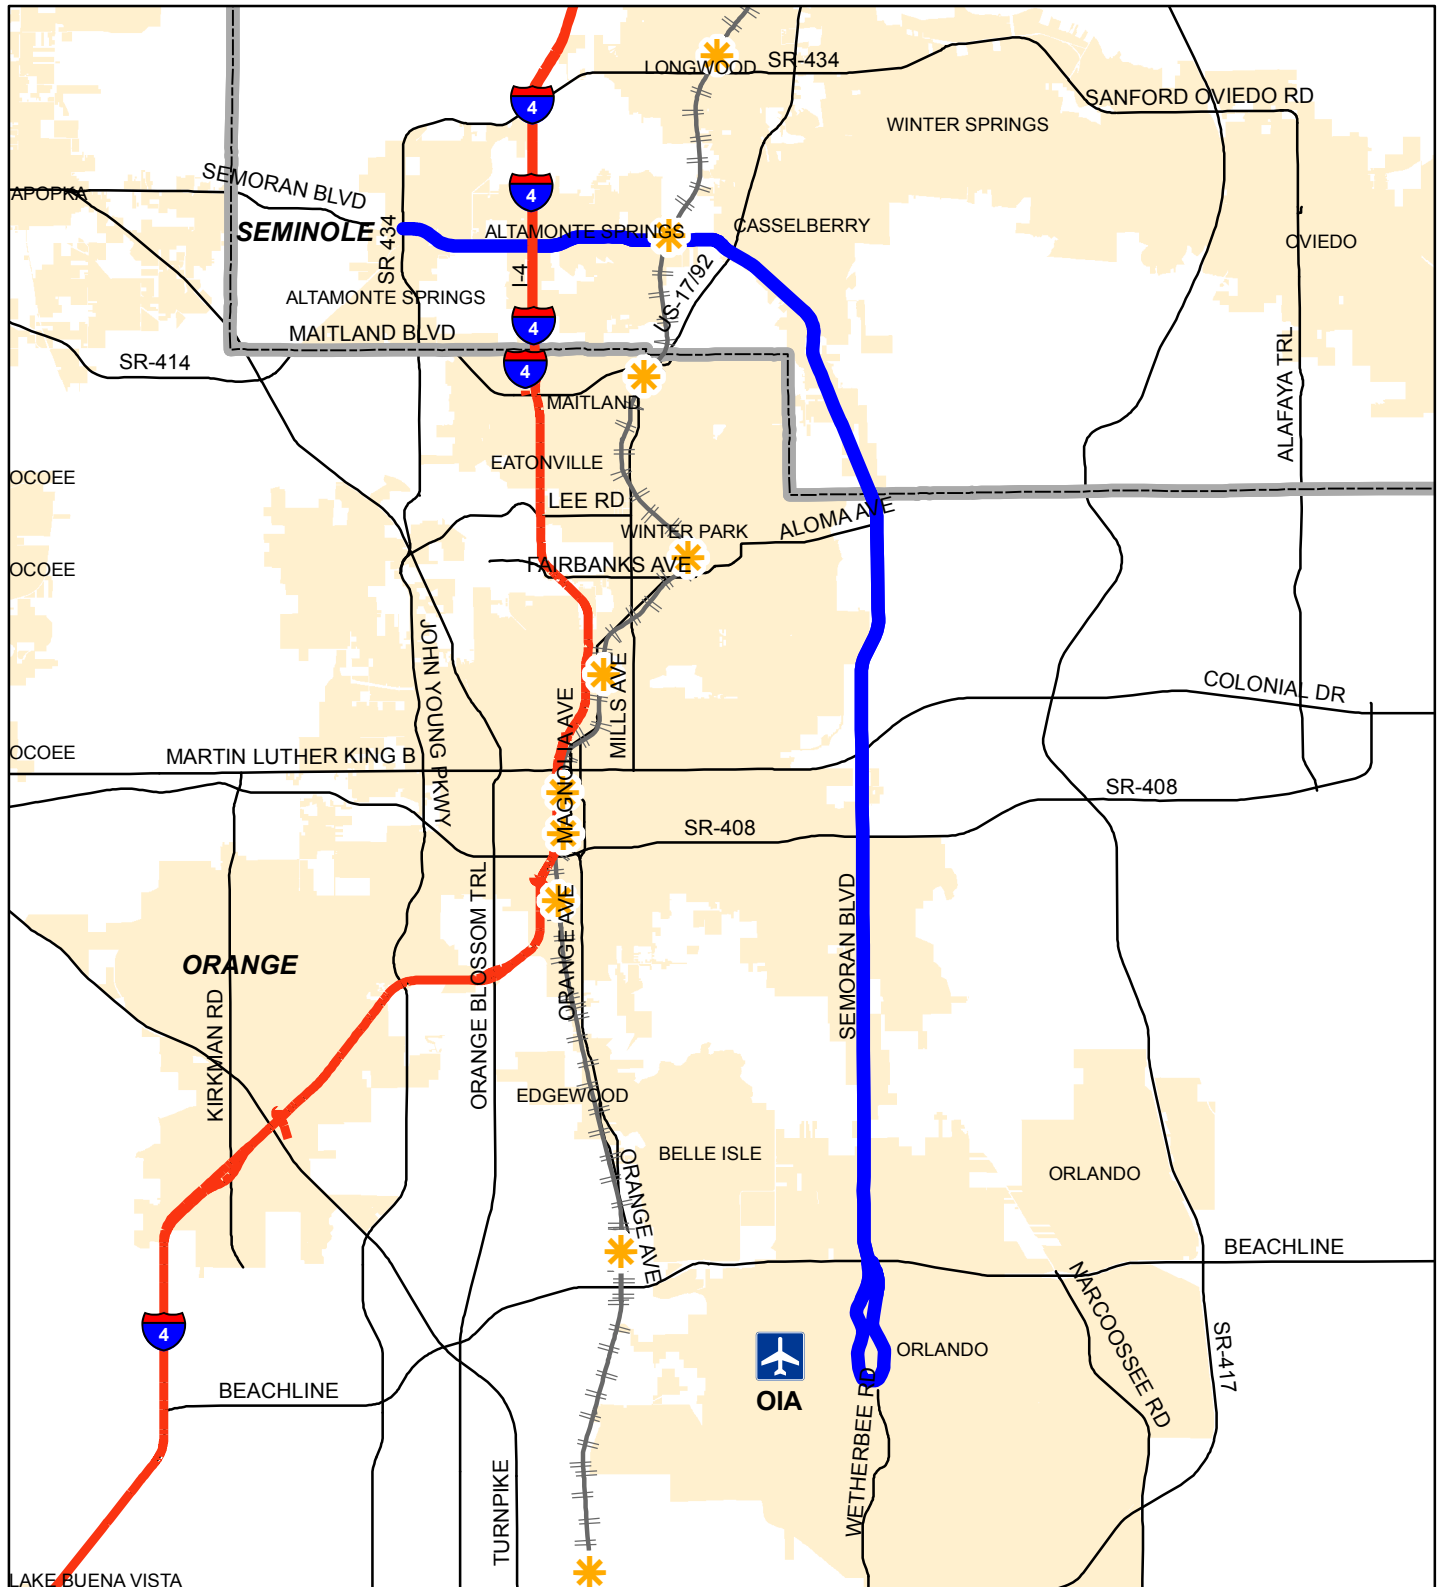 LONGWOOD
SR-434
4
SANFORD OVIEDO RD
WINTER SPRINGS
SEMORAN BLVD
APOPKA
4
SEMINOLE
SR 434
ALTAMONTE SPRINGS
CASSELBERRY
OVIEDO
I-4
US-17/92
ALTAMONTE SPRINGS
MAITLAND BLVD
4
SR-414
4
ALAFAYA TRL
MAITLAND
EATONVILLE
OCOEE
LEE RD
WINTER PARK
ALOMA AVE
FAIRBANKS AVE
OCOEE
JOHN YOUNG PKWY
MILLS AVE
MAGNOLIA AVE
COLONIAL DR
OCOEE
MARTIN LUTHER KING B
SR-408
SR-408
ORANGE BLOSSOM TRL
ORANGE AVE
SEMORAN BLVD
ORANGE
KIRKMAN RD
EDGEWOOD
BELLE ISLE
ORLANDO
ORANGE AVE
BEACHLINE
NARCOOSSEE RD
4
ORLANDO
SR-417
BEACHLINE
OIA
WETHERBEE RD
TURNPIKE
LAKE BUENA VISTA